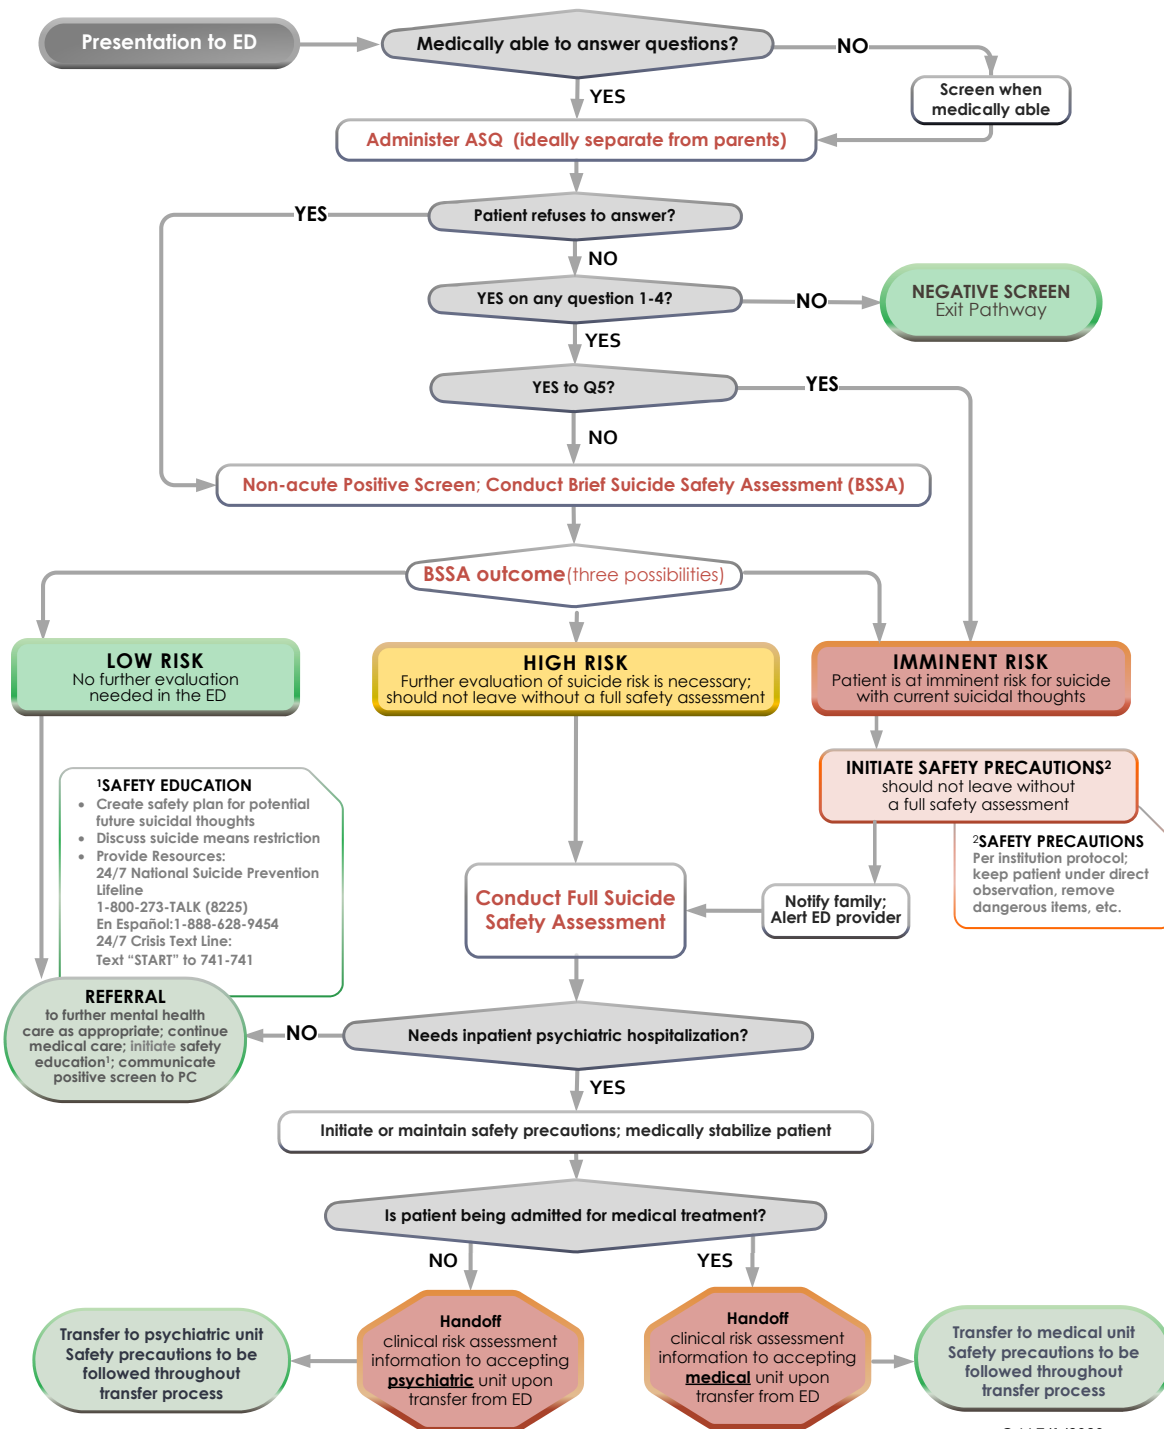 Presentation to ED
Medically able to answer questions?
NO
Screen when
medically able
YES
Administer ASQ (ideally separate from parents)
YES
Patient refuses to answer?
NO
YES on any question 1-4?
NO
NEGATIVE SCREEN
Exit Pathway
YES
YES to Q5?
YES
NO
Non-acute Positive Screen; Conduct Brief Suicide Safety Assessment (BSSA)
BSSA outcome(three possibilities)
LOW RISK
No further evaluation
needed in the ED
HIGH RISK
Further evaluation of suicide risk is necessary;
should not leave without a full safety assessment
IMMINENT RISK
Patient is at imminent risk for suicide
with current suicidal thoughts
INITIATE SAFETY PRECAUTIONS²
should not leave without
a full safety assessment
¹SAFETY EDUCATION
• Create safety plan for potential
future suicidal thoughts
• Discuss suicide means restriction
• Provide Resources:
24/7 National Suicide Prevention
Lifeline
1-800-273-TALK (8225)
En Español:1-888-628-9454
24/7 Crisis Text Line:
Text “START” to 741-741
²SAFETY PRECAUTIONS
Per institution protocol;
keep patient under direct
observation, remove
dangerous items, etc.
Conduct Full Suicide
Safety Assessment
Notify family;
Alert ED provider
REFERRAL
to further mental health
care as appropriate; continue
medical care; initiate safety
education¹; communicate
positive screen to PC
NO
Needs inpatient psychiatric hospitalization?
YES
Initiate or maintain safety precautions; medically stabilize patient
Is patient being admitted for medical treatment?
NO
YES
Transfer to psychiatric unit
Safety precautions to be
followed throughout
transfer process
Handoff
clinical risk assessment
information to accepting
psychiatric unit upon
transfer from ED
Handoff
clinical risk assessment
information to accepting
medical unit upon
transfer from ED
Transfer to medical unit
Safety precautions to be
followed throughout
transfer process